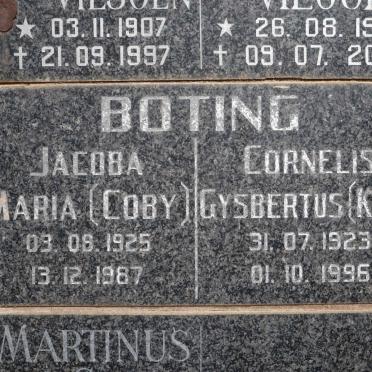 VILJOEN
★ 03.11.1907 ★ 26.08.19
✝ 21.09.1997 ✝ 09.07.20
BOTING
JACOBA CORNELIS
MARIA (COBY) GYSBERTUS (K
03.08.1925 31.07.1923
13.12.1987 01.10.1996
MARTINUS